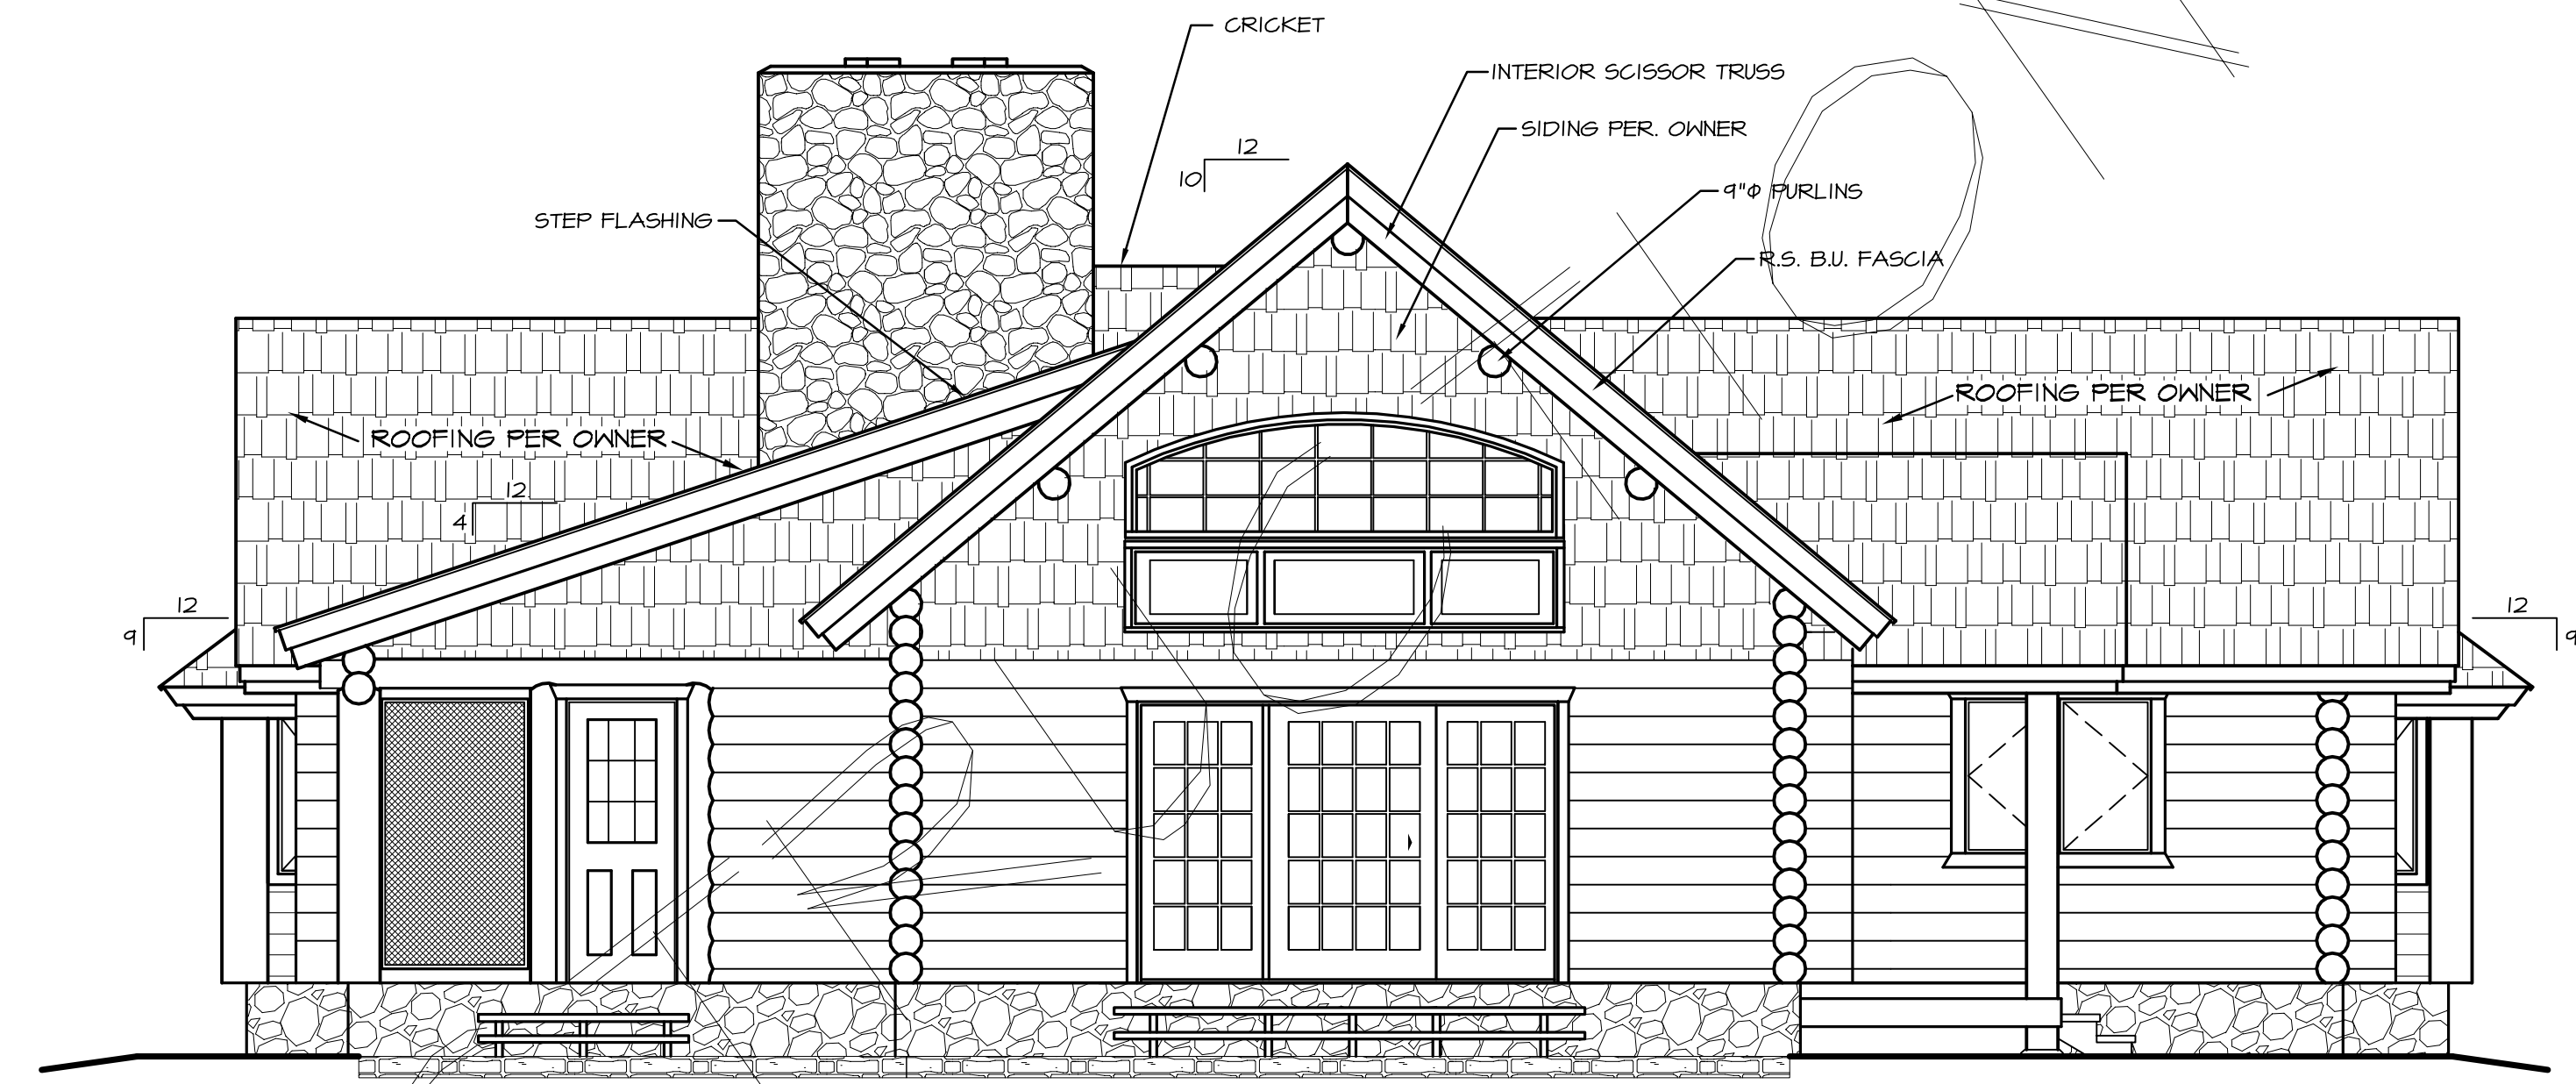 CRICKET
INTERIOR SCISSOR TRUSS
SIDING PER. OWNER
12
10
9"Φ PURLINS
STEP FLASHING
R.S. B.U. FASCIA
ROOFING PER OWNER
ROOFING PER OWNER
12
4
12
9
12
9